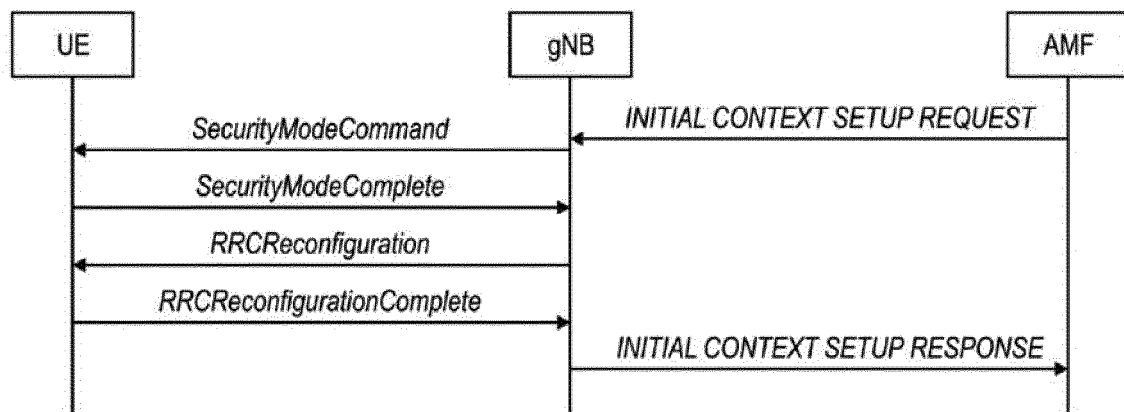 UE
gNB
AMF
INITIAL CONTEXT SETUP REQUEST
SecurityModeCommand
SecurityModeComplete
RRCReconfiguration
RRCReconfigurationComplete
INITIAL CONTEXT SETUP RESPONSE